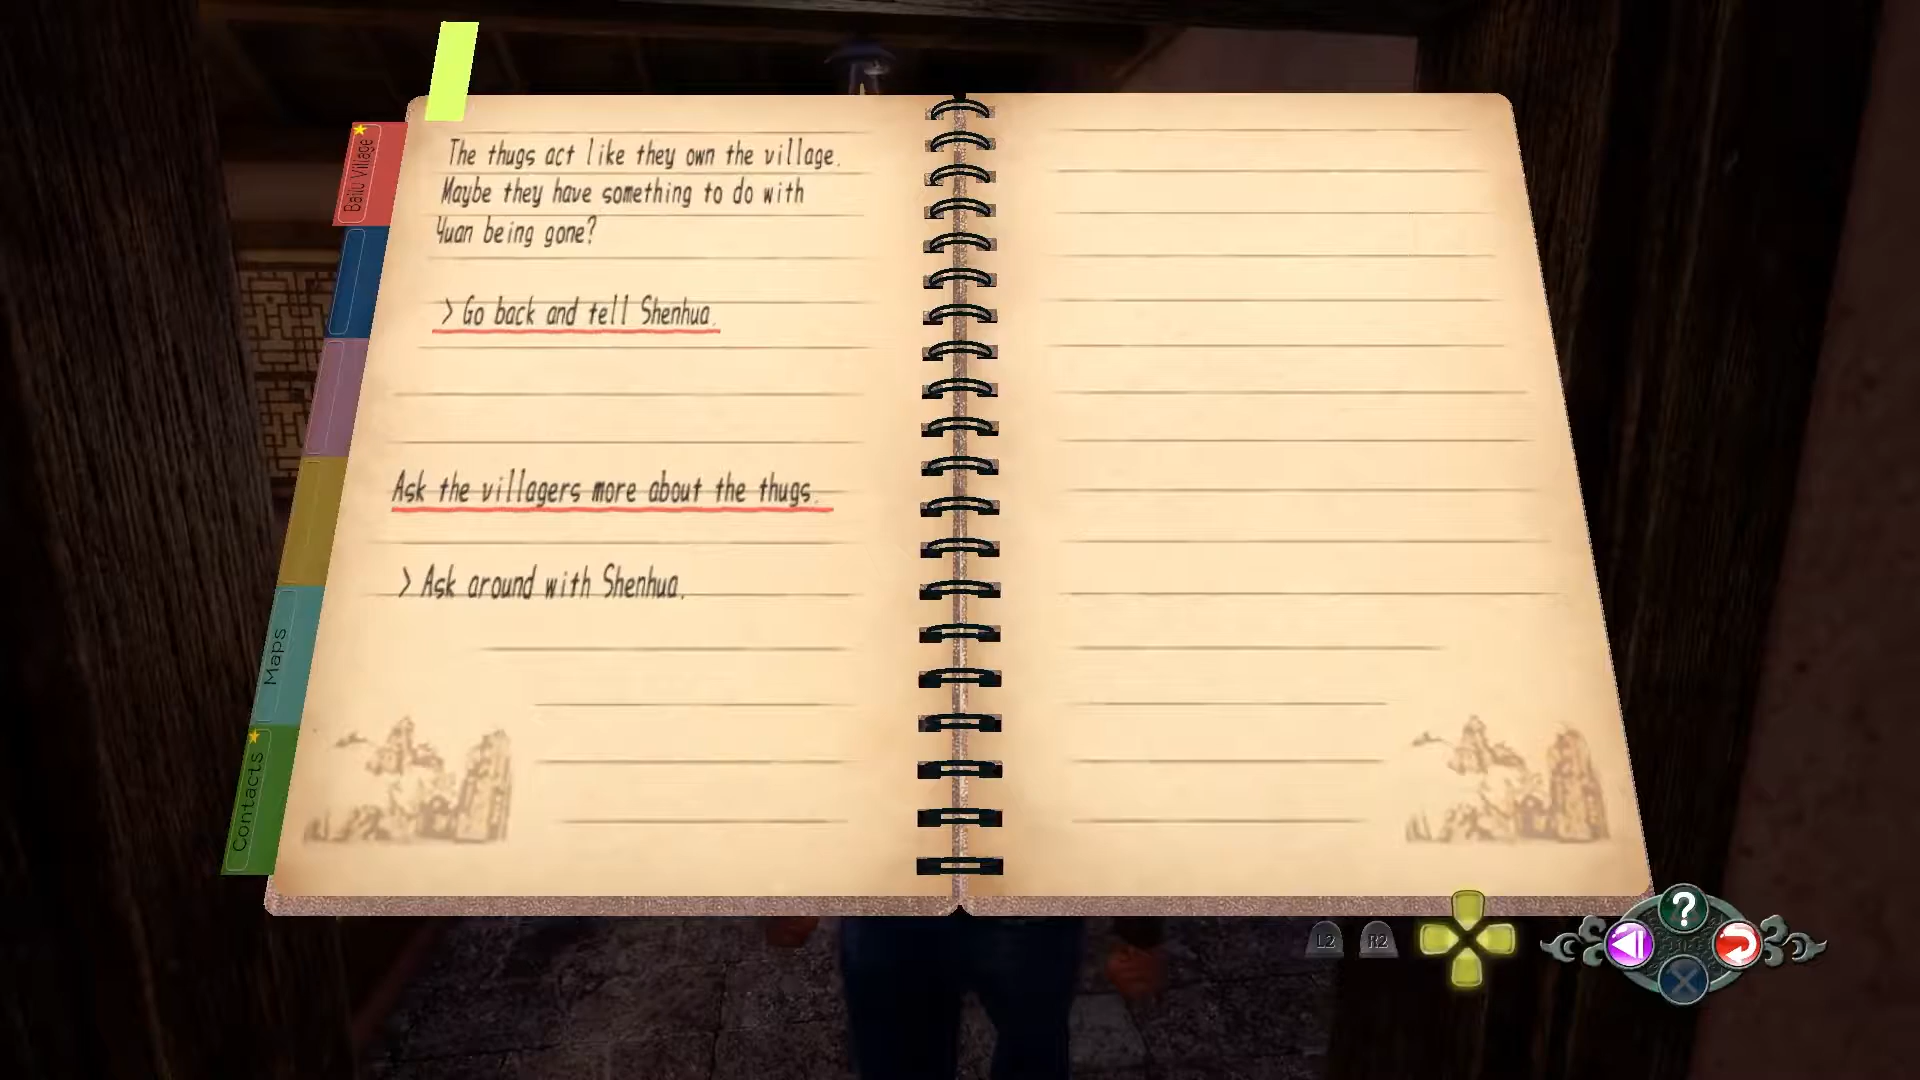 Bailu Village
The thugs act like they own the village.
Maybe they have something to do with
Yuan being gone?
> Go back and tell Shenhua.
Ask the villagers more about the thugs.
> Ask around with Shenhua.
Maps
Contacts
L2
R2
?
X